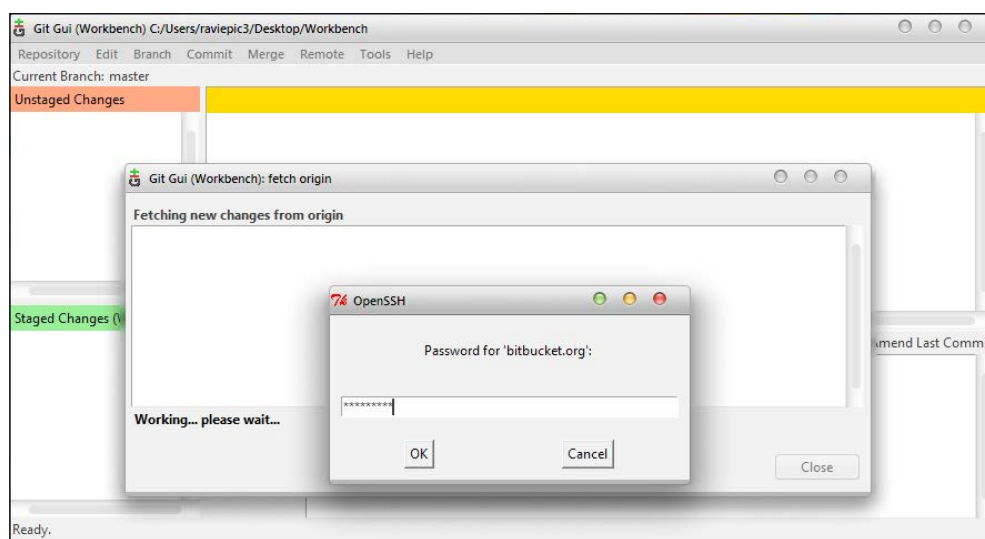 Git Gui (Workbench) C:/Users/raviepic3/Desktop/Workbench
Repository Edit Branch Commit Merge Remote Tools Help
Current Branch: master
Unstaged Changes
Git Gui (Workbench): fetch origin
Fetching new changes from origin
7% OpenSSH
Password for 'bitbucket.org':
*********
OK Cancel
Working... please wait...
Close
Staged Changes (
Amend Last Comm
Ready.